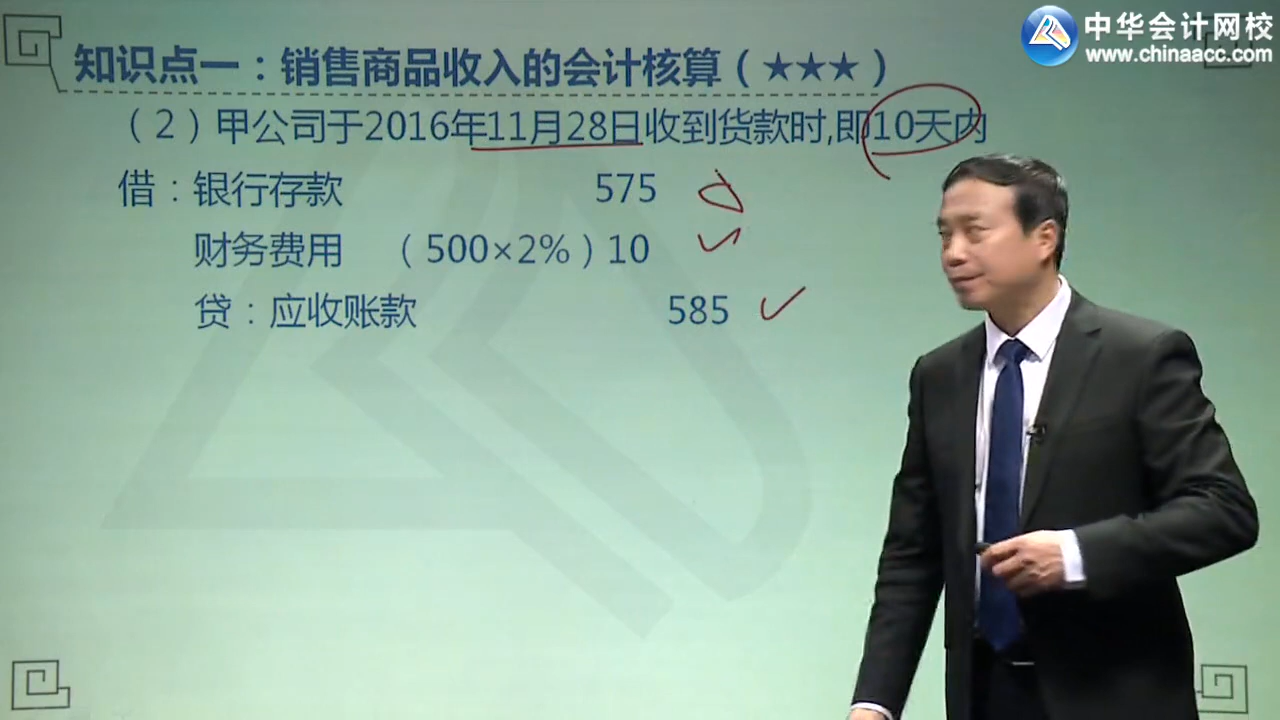 中华会计网校
www.chinaacc.com
知识点一：销售商品收入的会计核算（★★★）
（2）甲公司于2016年11月28日收到货款时,即10天内
借：银行存款 575
财务费用 （500×2%）10
贷：应收账款 585